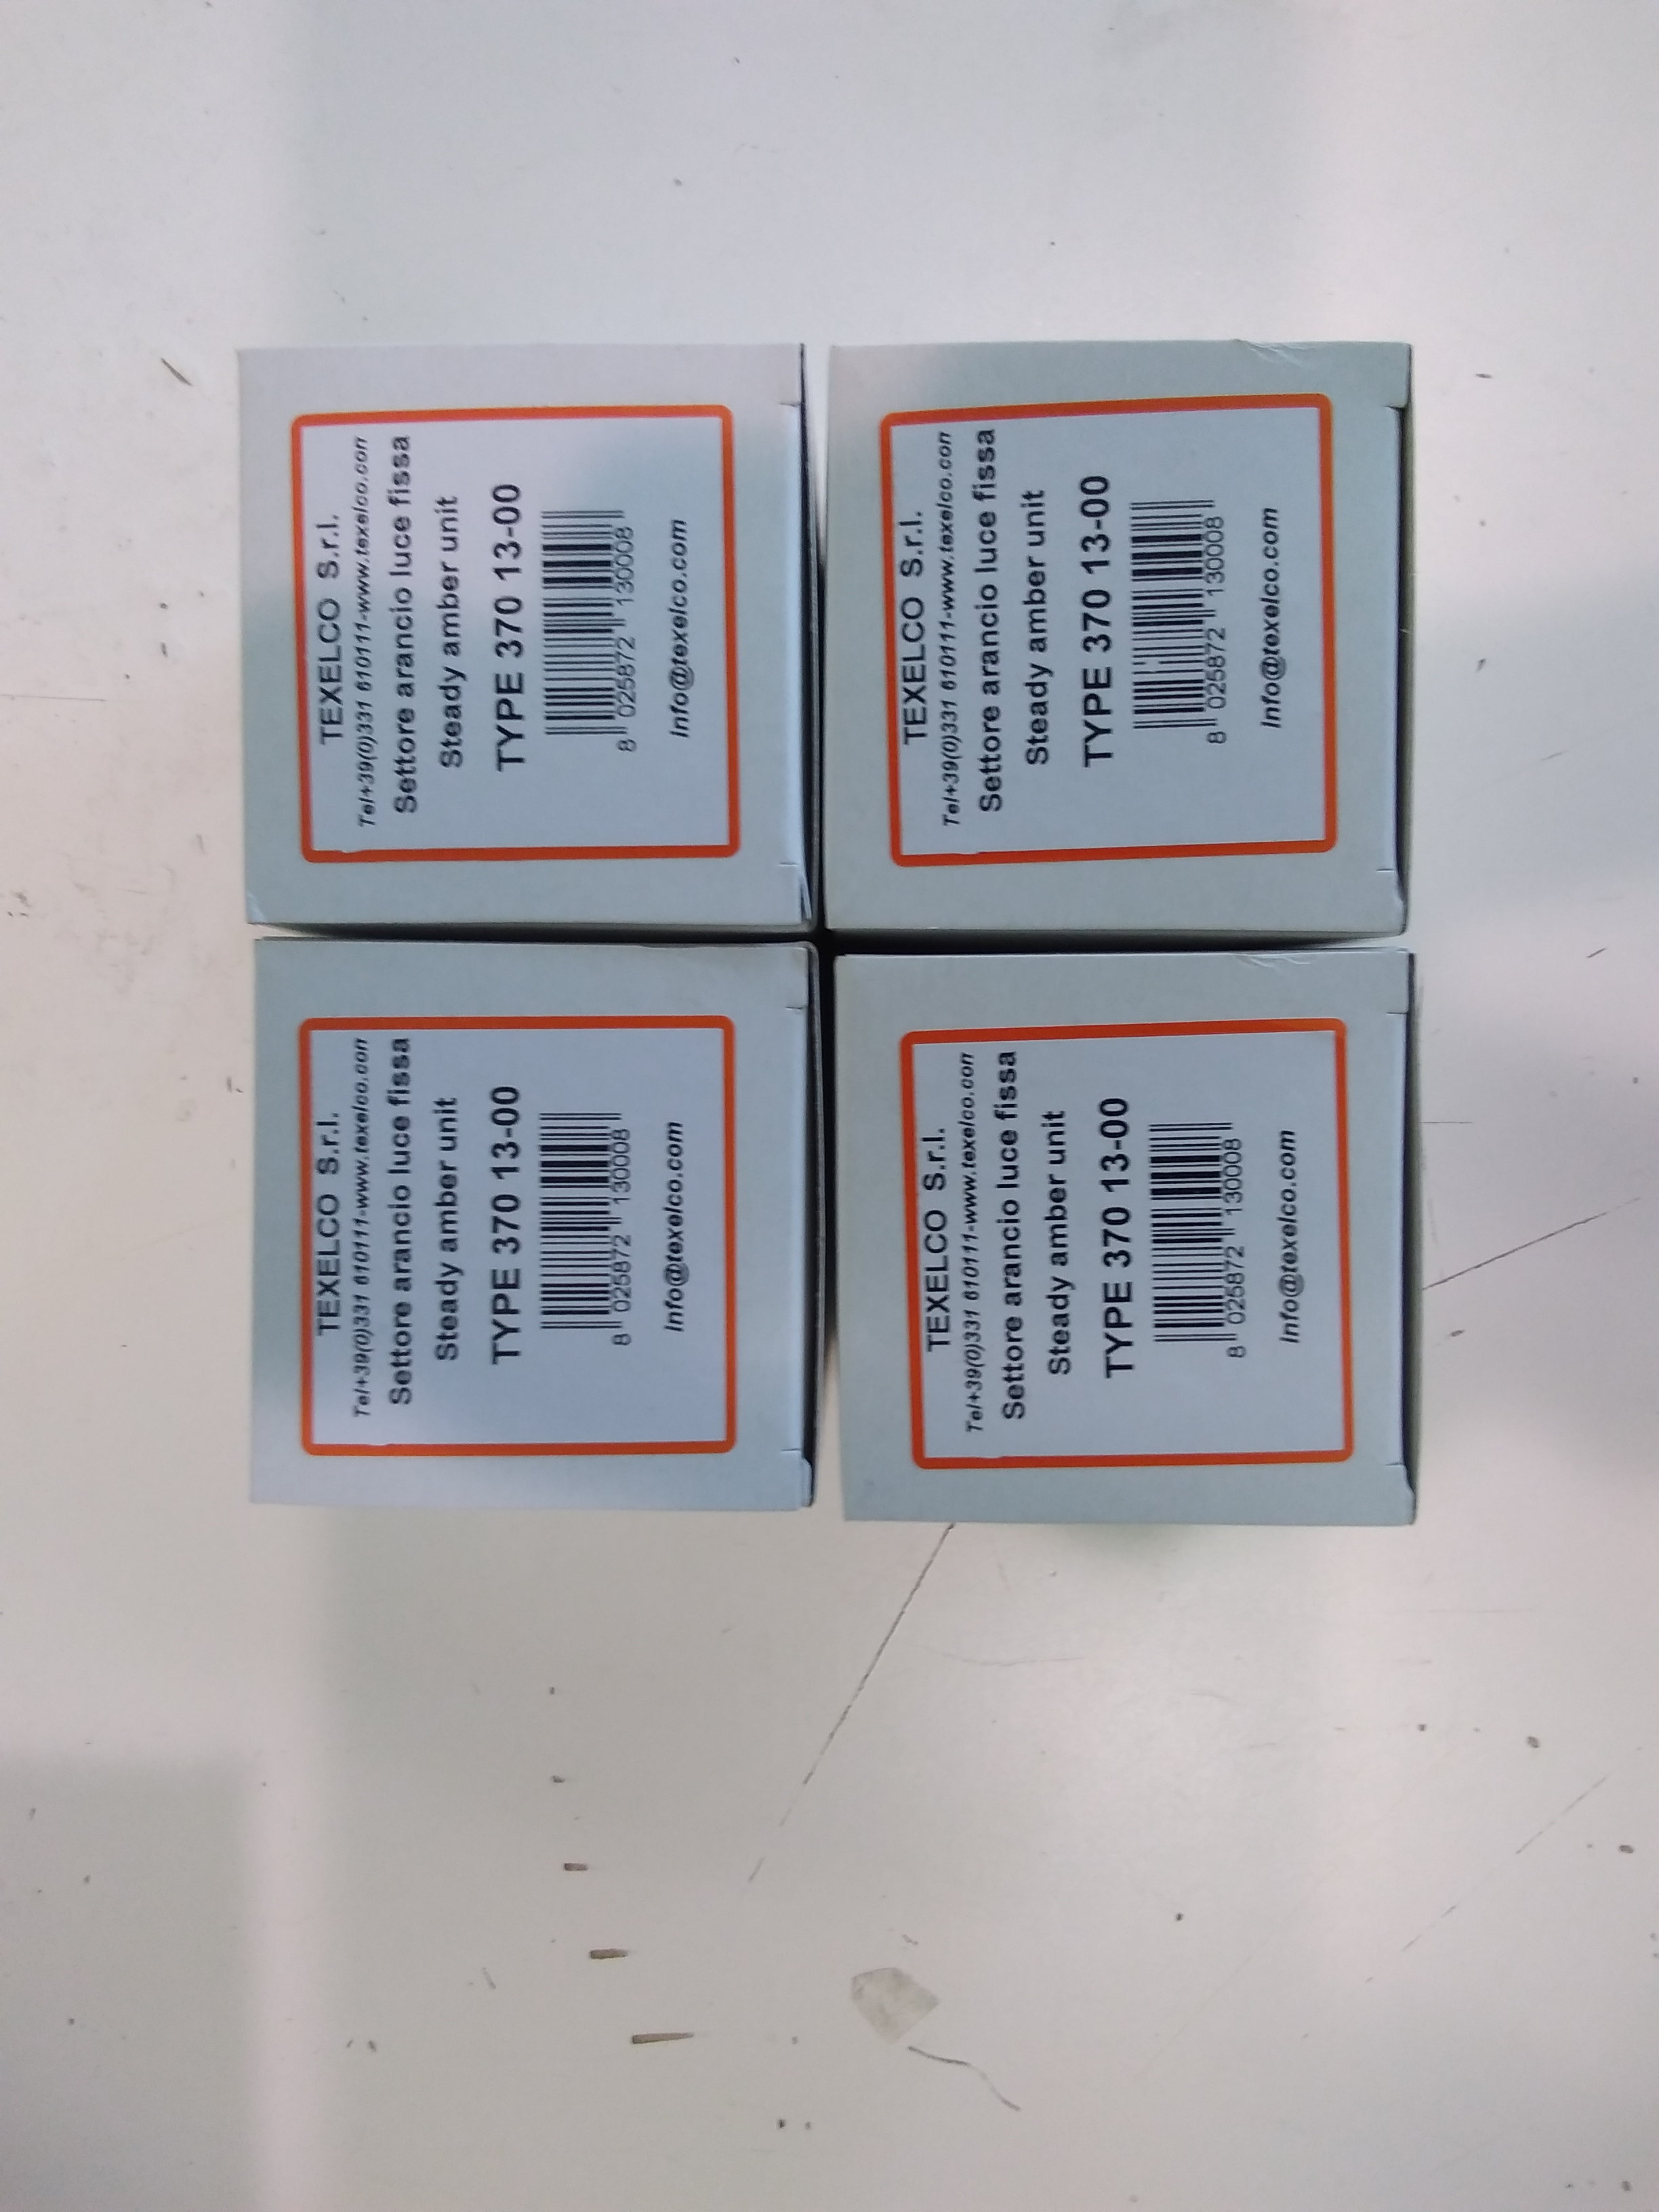 TEXELCO S.r.l.
Tel+39(0)331 610111-www.texelco.con
Settore arancio luce fissa
Steady amber unit
TYPE 370 13-00
8 025872 130008
Info@texelco.com
TEXELCO S.r.l.
Tel+39(0)331 610111-www.texelco.con
Settore arancio luce fissa
Steady amber unit
TYPE 370 13-00
8 025872 130008
Info@texelco.com
TEXELCO S.r.l.
Tel+39(0)331 610111-www.texelco.con
Settore arancio luce fissa
Steady amber unit
TYPE 370 13-00
8 025872 130008
Info@texelco.com
TEXELCO S.r.l.
Tel+39(0)331 610111-www.texelco.con
Settore arancio luce fissa
Steady amber unit
TYPE 370 13-00
8 025872 130008
Info@texelco.com